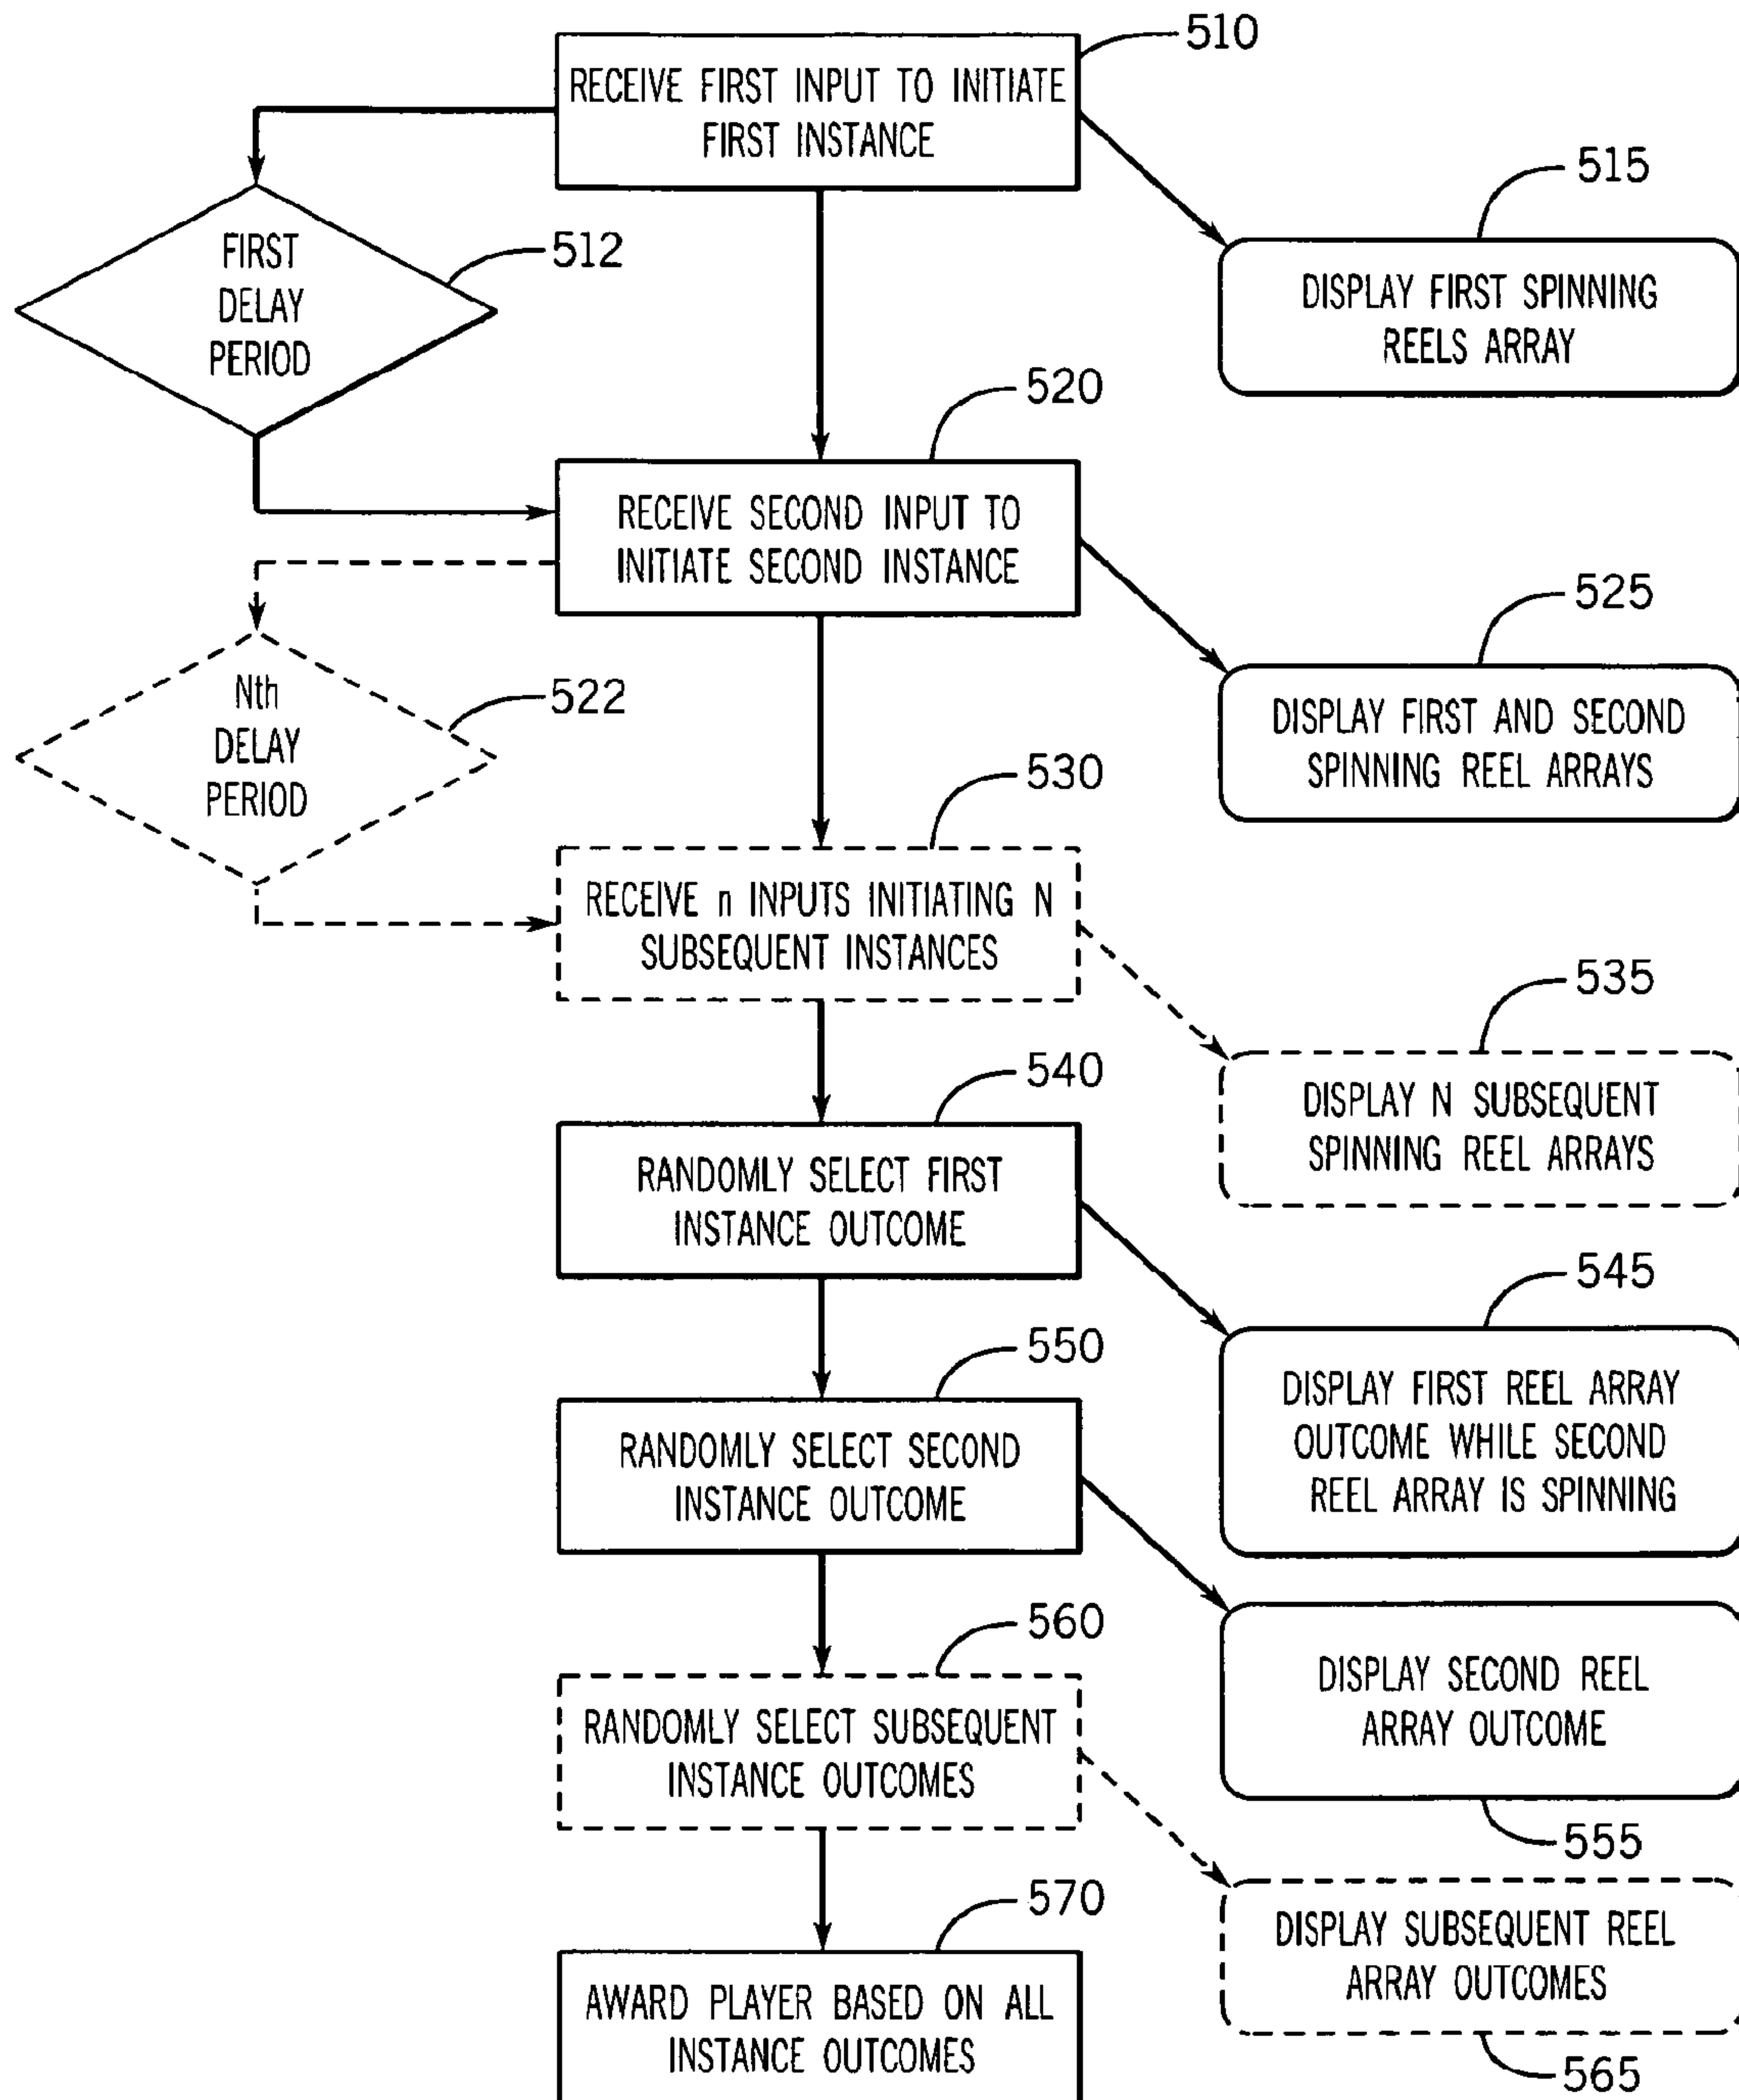 510
RECEIVE FIRST INPUT TO INITIATE
FIRST INSTANCE
515
DISPLAY FIRST SPINNING
REELS ARRAY
512
FIRST
DELAY
PERIOD
520
RECEIVE SECOND INPUT TO
INITIATE SECOND INSTANCE
525
DISPLAY FIRST AND SECOND
SPINNING REEL ARRAYS
522
Nth
DELAY
PERIOD
530
RECEIVE n INPUTS INITIATING N
SUBSEQUENT INSTANCES
535
DISPLAY N SUBSEQUENT
SPINNING REEL ARRAYS
540
RANDOMLY SELECT FIRST
INSTANCE OUTCOME
545
DISPLAY FIRST REEL ARRAY
OUTCOME WHILE SECOND
REEL ARRAY IS SPINNING
550
RANDOMLY SELECT SECOND
INSTANCE OUTCOME
DISPLAY SECOND REEL
ARRAY OUTCOME
555
560
RANDOMLY SELECT SUBSEQUENT
INSTANCE OUTCOMES
DISPLAY SUBSEQUENT REEL
ARRAY OUTCOMES
565
570
AWARD PLAYER BASED ON ALL
INSTANCE OUTCOMES